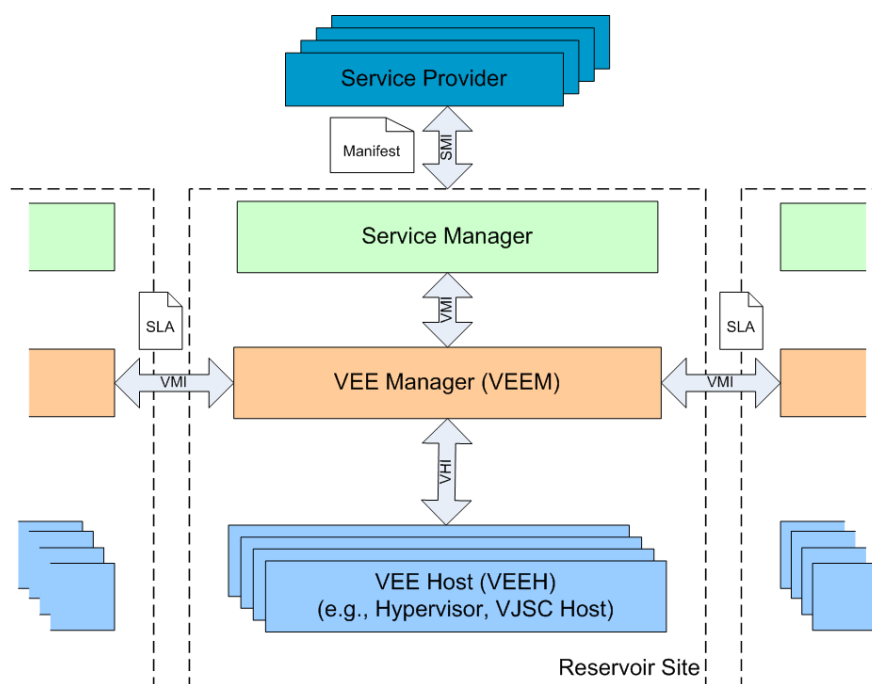 Service Provider
Manifest
SMI
Service Manager
VMI
SLA
SLA
VMI
VEE Manager (VEEM)
VMI
VHI
VEE Host (VEEH)
(e.g., Hypervisor, VJSC Host)
Reservoir Site